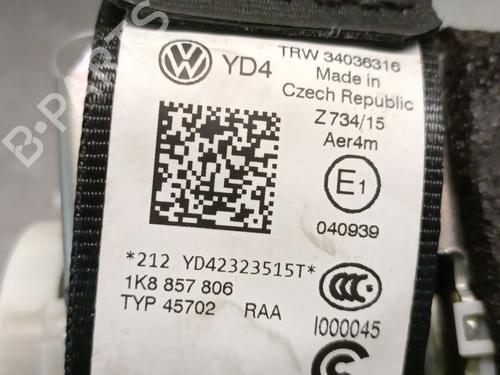 TRW 34036316
YD4
Made in
Czech Republic
Z 734/15
Aer4m
E1
040939
*212 YD42323515T*
1K8 857 806
TYP 45702 RAA
I000045
B-PARTS